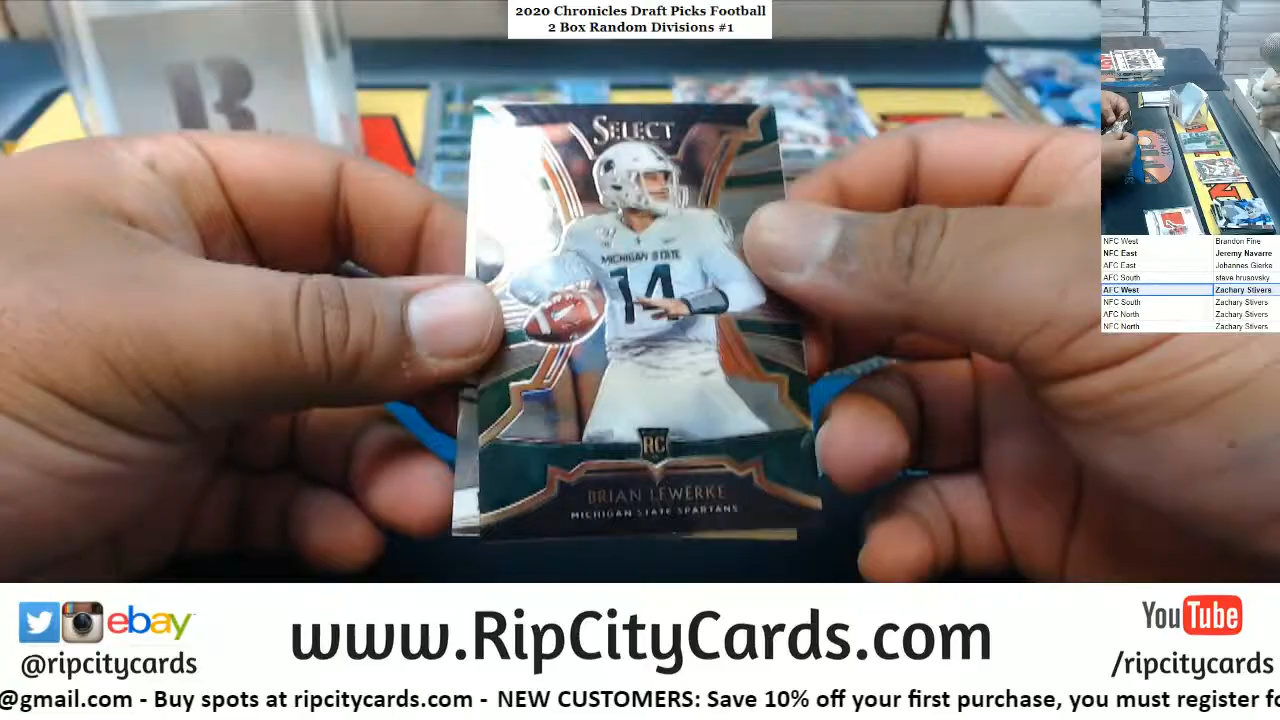 2020 Chronicles Draft Picks Football
2 Box Random Divisions #1
R
SELECT
MICHIGAN STATE
14
RC
BRIAN LEWERKE
MICHIGAN STATE SPARTANS
NFC West Brandon Fine
NFC East Jeremy Navarre
AFC East Johannes Gierke
AFC South steve hrusovsky
AFC West Zachary Stivers
NFC South Zachary Stivers
AFC North Zachary Stivers
NFC North Zachary Stivers
ebay
@ripcitycards
www.RipCityCards.com
YouTube
/ripcitycards
@gmail.com - Buy spots at ripcitycards.com - NEW CUSTOMERS: Save 10% off your first purchase, you must register fo